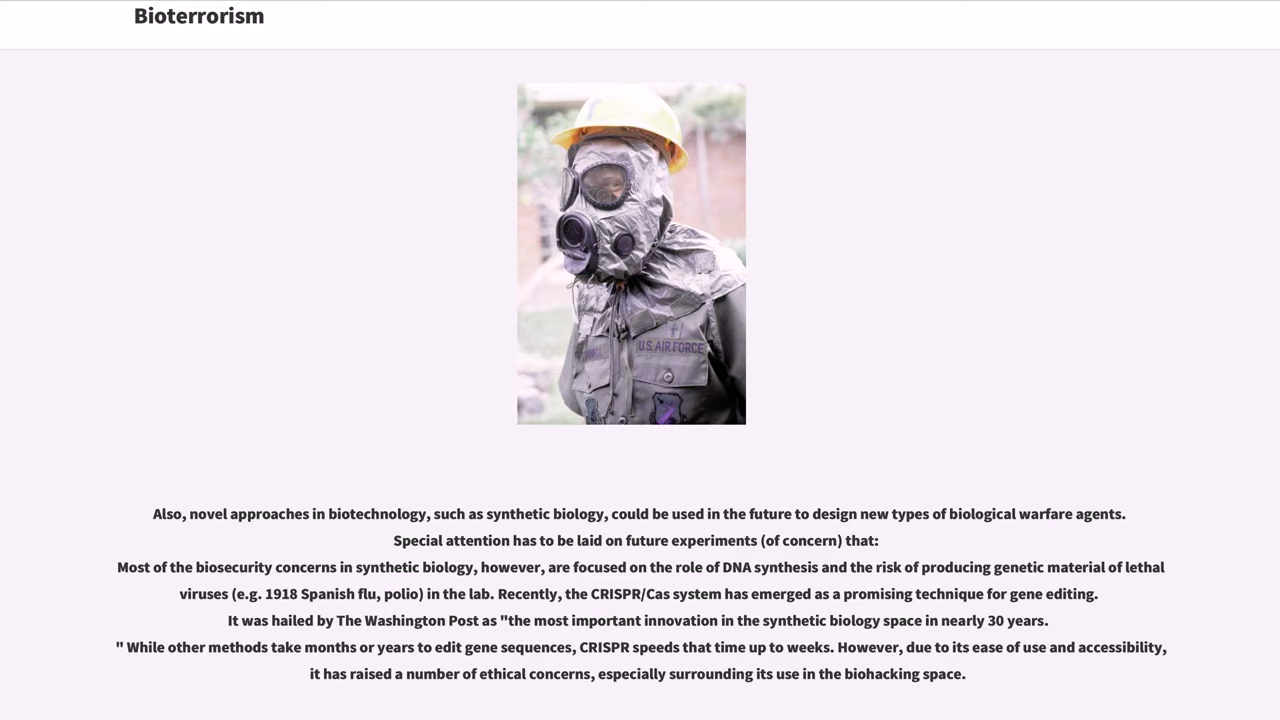 Bioterrorism
U.S. AIR FORCE
Also, novel approaches in biotechnology, such as synthetic biology, could be used in the future to design new types of biological warfare agents.
Special attention has to be laid on future experiments (of concern) that:
Most of the biosecurity concerns in synthetic biology, however, are focused on the role of DNA synthesis and the risk of producing genetic material of lethal
viruses (e.g. 1918 Spanish flu, polio) in the lab. Recently, the CRISPR/Cas system has emerged as a promising technique for gene editing.
It was hailed by The Washington Post as "the most important innovation in the synthetic biology space in nearly 30 years.
" While other methods take months or years to edit gene sequences, CRISPR speeds that time up to weeks. However, due to its ease of use and accessibility,
it has raised a number of ethical concerns, especially surrounding its use in the biohacking space.